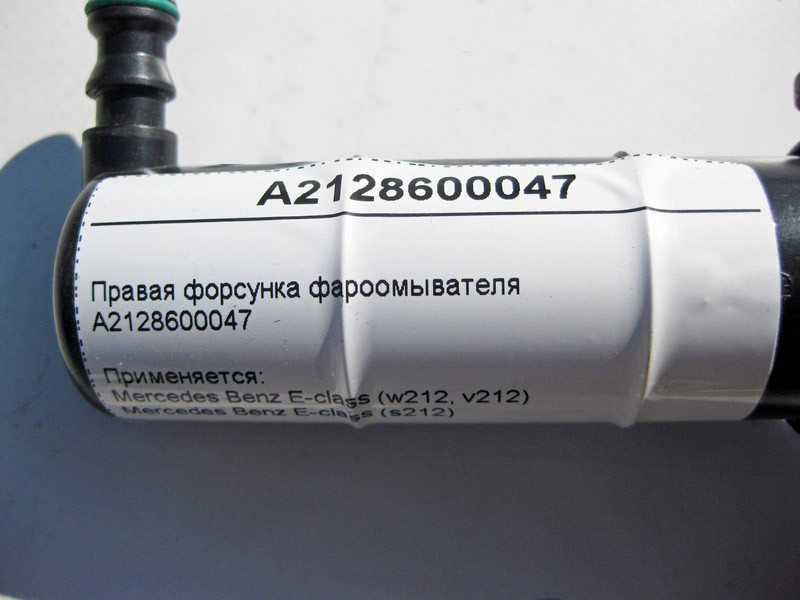 A2128600047
Правая форсунка фароомывателя
A2128600047
Применяется:
Mercedes Benz E-class (w212, v212)
Mercedes Benz E-class (s212)